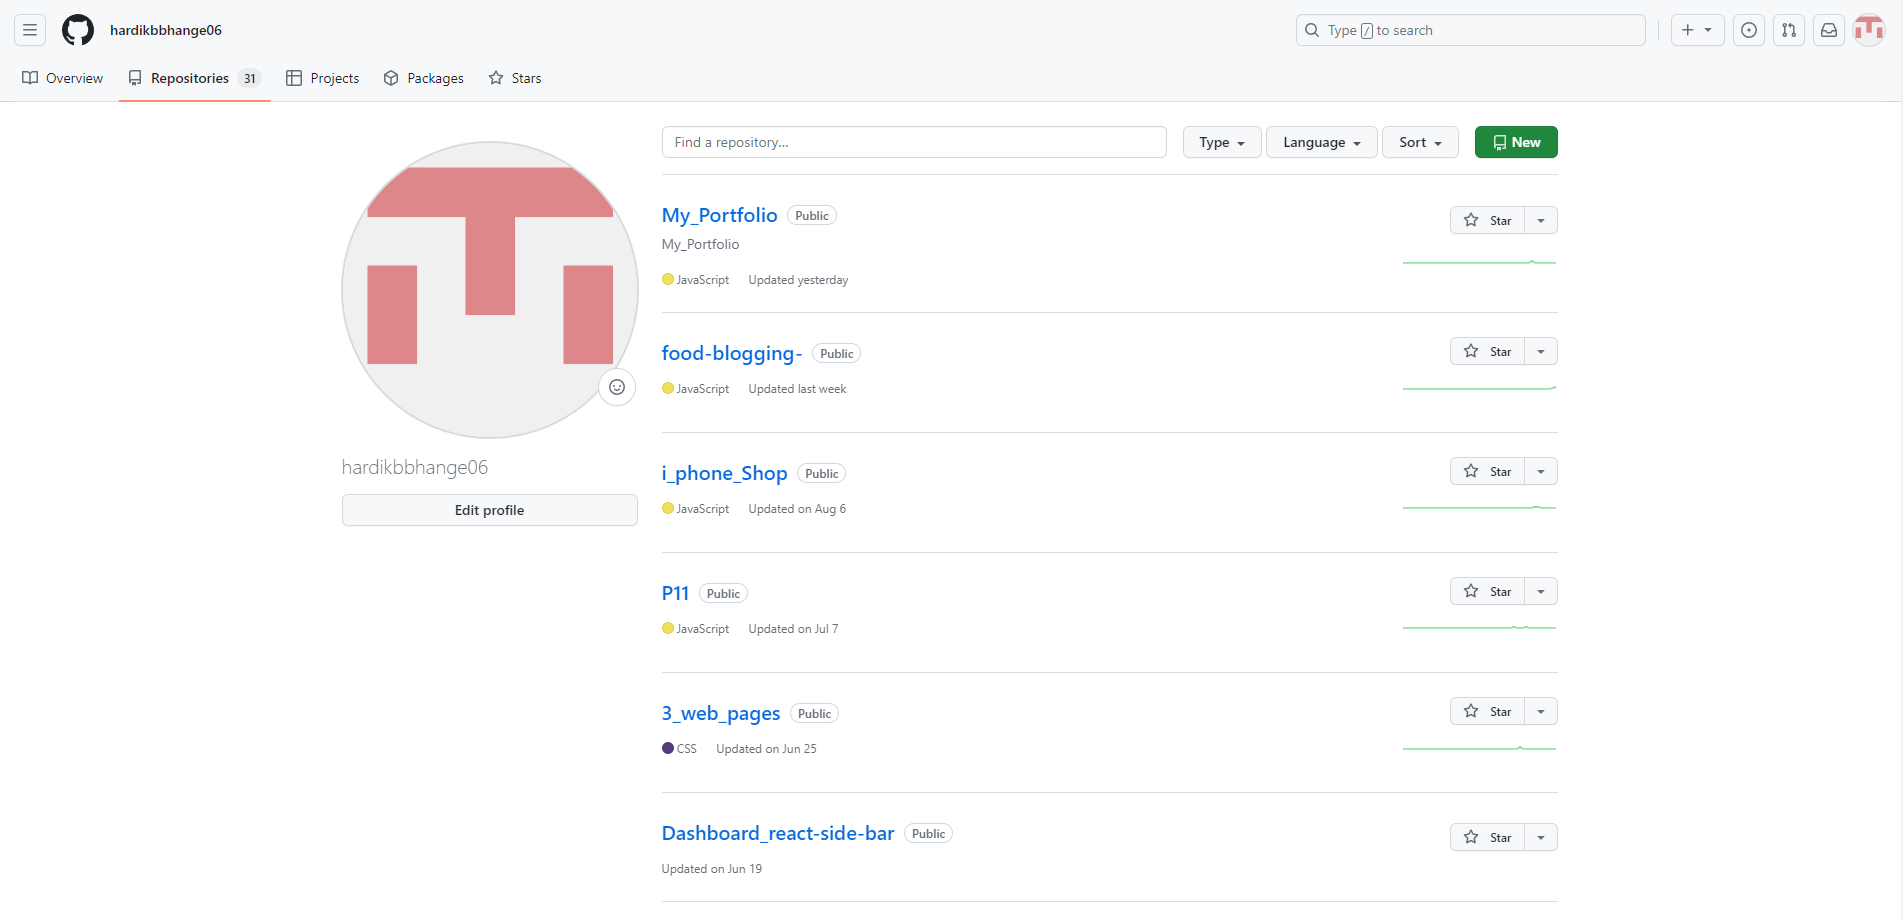 hardikbbhange06
Type / to search
Overview Repositories 31 Projects Packages Stars
Find a repository... Type Language Sort New
My_Portfolio Public Star
My_Portfolio
JavaScript Updated yesterday
food-blogging- Public Star
JavaScript Updated last week
i_phone_Shop Public Star
JavaScript Updated on Aug 6
hardikbbhange06
Edit profile
P11 Public Star
JavaScript Updated on Jul 7
3_web_pages Public Star
CSS Updated on Jun 25
Dashboard_react-side-bar Public Star
Updated on Jun 19